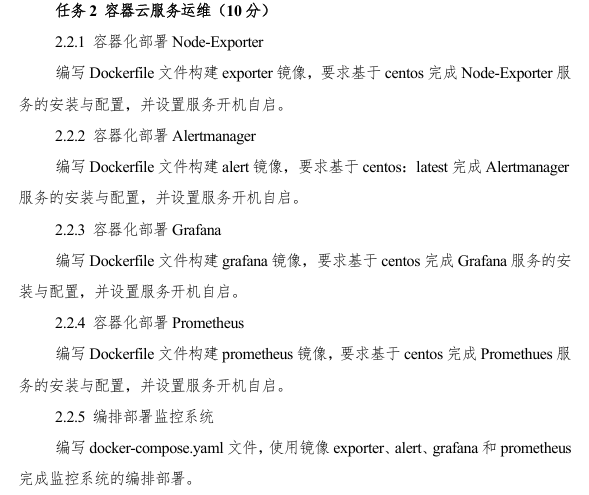 任务 2 容器云服务运维（10 分）
2.2.1 容器化部署 Node-Exporter
编写 Dockerfile 文件构建 exporter 镜像，要求基于 centos 完成 Node-Exporter 服
务的安装与配置，并设置服务开机自启。
2.2.2 容器化部署 Alertmanager
编写 Dockerfile 文件构建 alert 镜像，要求基于 centos：latest 完成 Alertmanager
服务的安装与配置，并设置服务开机自启。
2.2.3 容器化部署 Grafana
编写 Dockerfile 文件构建 grafana 镜像，要求基于 centos 完成 Grafana 服务的安
装与配置，并设置服务开机自启。
2.2.4 容器化部署 Prometheus
编写 Dockerfile 文件构建 prometheus 镜像，要求基于 centos 完成 Promethues 服
务的安装与配置，并设置服务开机自启。
2.2.5 编排部署监控系统
编写 docker-compose.yaml 文件，使用镜像 exporter、alert、grafana 和 prometheus
完成监控系统的编排部署。